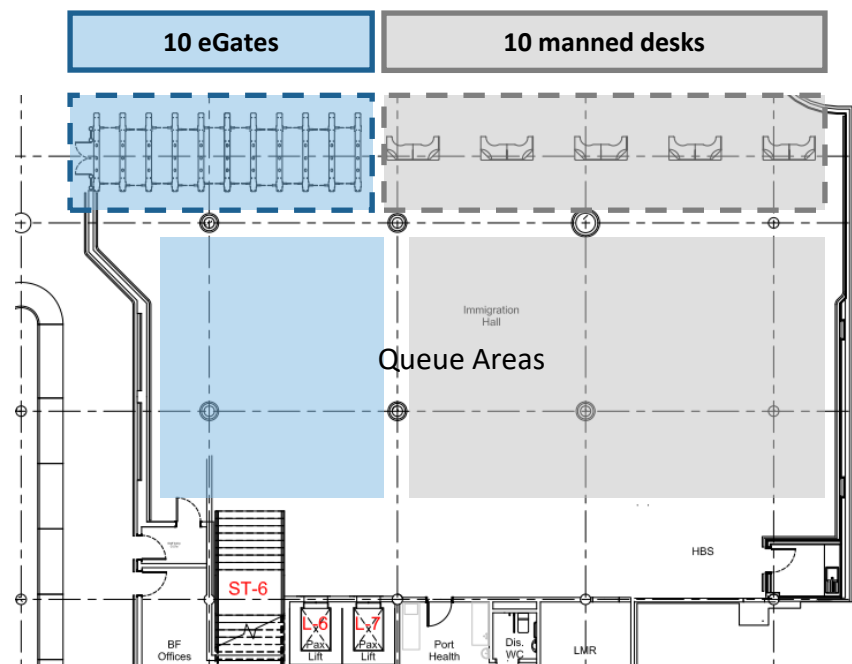 10 eGates
10 manned desks
Immigration
Hall
Queue Areas
HBS
ST-6
L-6
L-7
Pax
Lift
Pax
Lift
BF
Offices
Port
Health
Dis.
WC
LMR